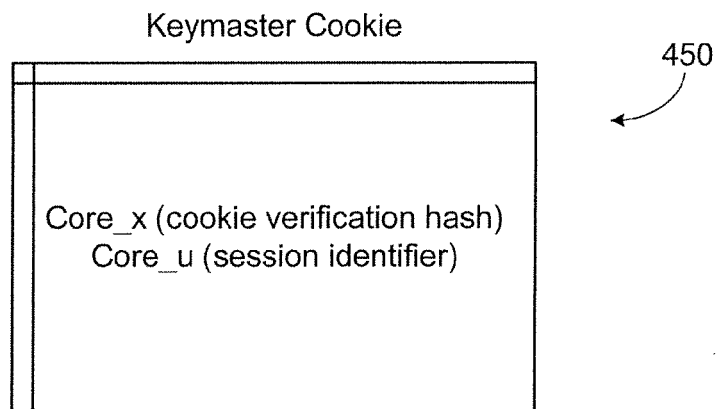 Keymaster Cookie
450
Core_x (cookie verification hash)
Core_u (session identifier)